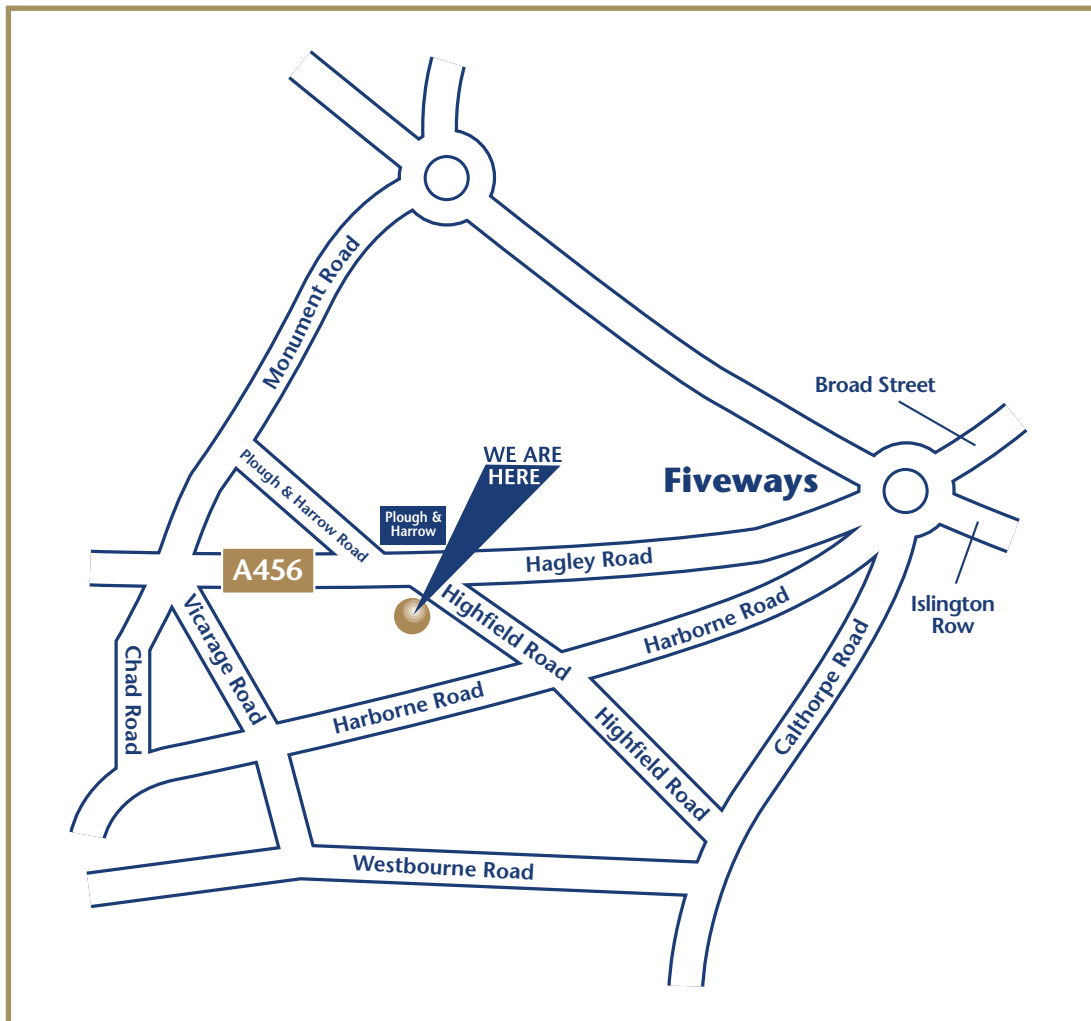 Monument Road
Broad Street
Plough & Harrow Road
WE ARE
HERE
Fiveways
Plough &
Harrow
A456
Hagley Road
Islington
Row
Highfield Road
Harborne Road
Vicarage Road
Chad Road
Calthorpe Road
Harborne Road
Highfield Road
Westbourne Road